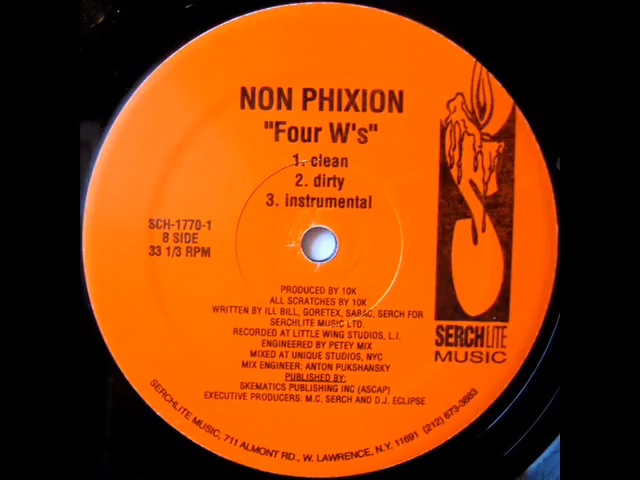 NON PHIXION
"Four W's"
1. clean
2. dirty
3. instrumental
SCH-1770-1
B SIDE
33 1/3 RPM
PRODUCED BY 10K
ALL SCRATCHES BY 10K
WRITTEN BY ILL BILL, GORETEX, SABAC, SERCH FOR
SERCHLITE MUSIC LTD.
RECORDED AT LITTLE WING STUDIOS, L.I.
ENGINEERED BY PETEY MIX
MIXED AT UNIQUE STUDIOS, NYC
MIX ENGINEER: ANTON PUKSHANSKY
PUBLISHED BY:
SKEMATICS PUBLISHING INC (ASCAP)
EXECUTIVE PRODUCERS: M.C. SERCH AND D.J. ECLIPSE
SERCHLITE
MUSIC
SERCHLITE MUSIC, 711 ALMONT RD., W. LAWRENCE, N.Y. 11691 (212) 673-3883